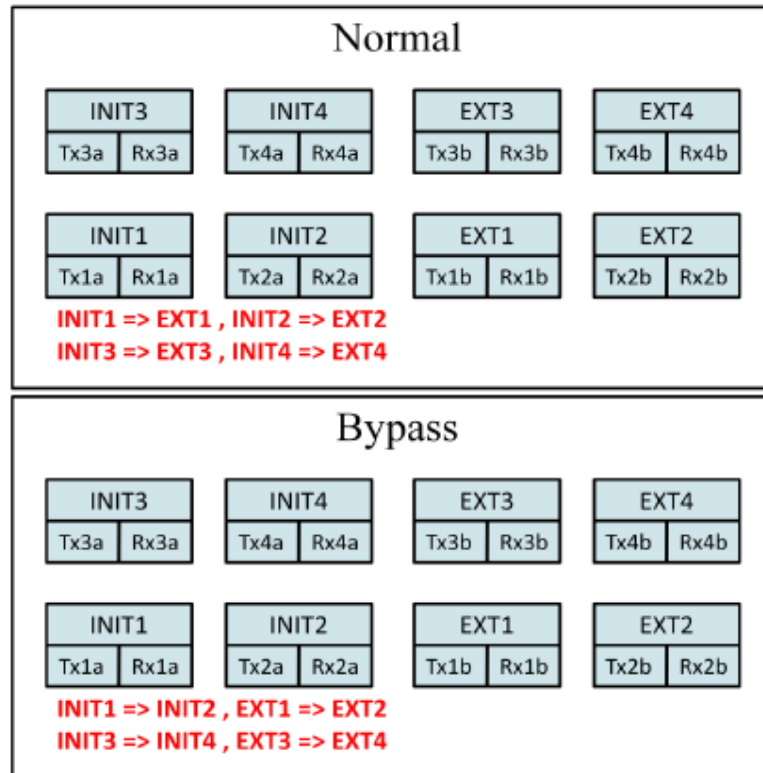 Normal
INIT3 INIT4 EXT3 EXT4
Tx3a Rx3a Tx4a Rx4a Tx3b Rx3b Tx4b Rx4b
INIT1 INIT2 EXT1 EXT2
Tx1a Rx1a Tx2a Rx2a Tx1b Rx1b Tx2b Rx2b
INIT1 => EXT1 , INIT2 => EXT2
INIT3 => EXT3 , INIT4 => EXT4
Bypass
INIT3 INIT4 EXT3 EXT4
Tx3a Rx3a Tx4a Rx4a Tx3b Rx3b Tx4b Rx4b
INIT1 INIT2 EXT1 EXT2
Tx1a Rx1a Tx2a Rx2a Tx1b Rx1b Tx2b Rx2b
INIT1 => INIT2 , EXT1 => EXT2
INIT3 => INIT4 , EXT3 => EXT4